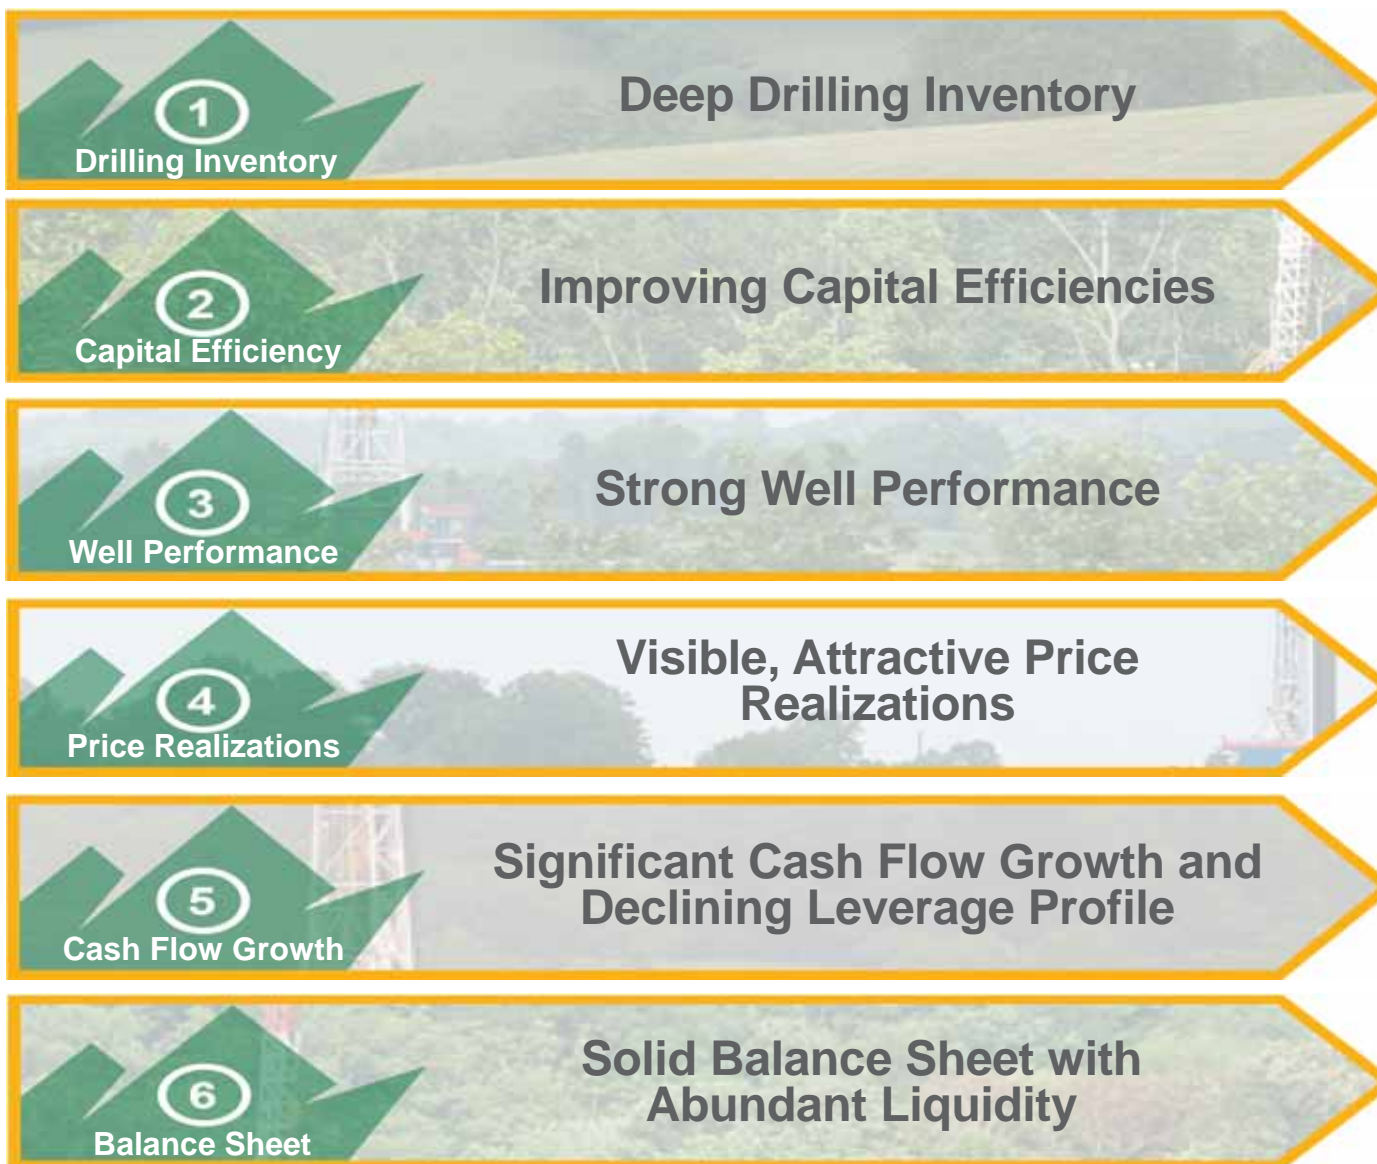 1
Deep Drilling Inventory
Drilling Inventory
2
Improving Capital Efficiencies
Capital Efficiency
3
Strong Well Performance
Well Performance
4
Visible, Attractive Price
Realizations
Price Realizations
5
Significant Cash Flow Growth and
Declining Leverage Profile
Cash Flow Growth
6
Solid Balance Sheet with
Abundant Liquidity
Balance Sheet